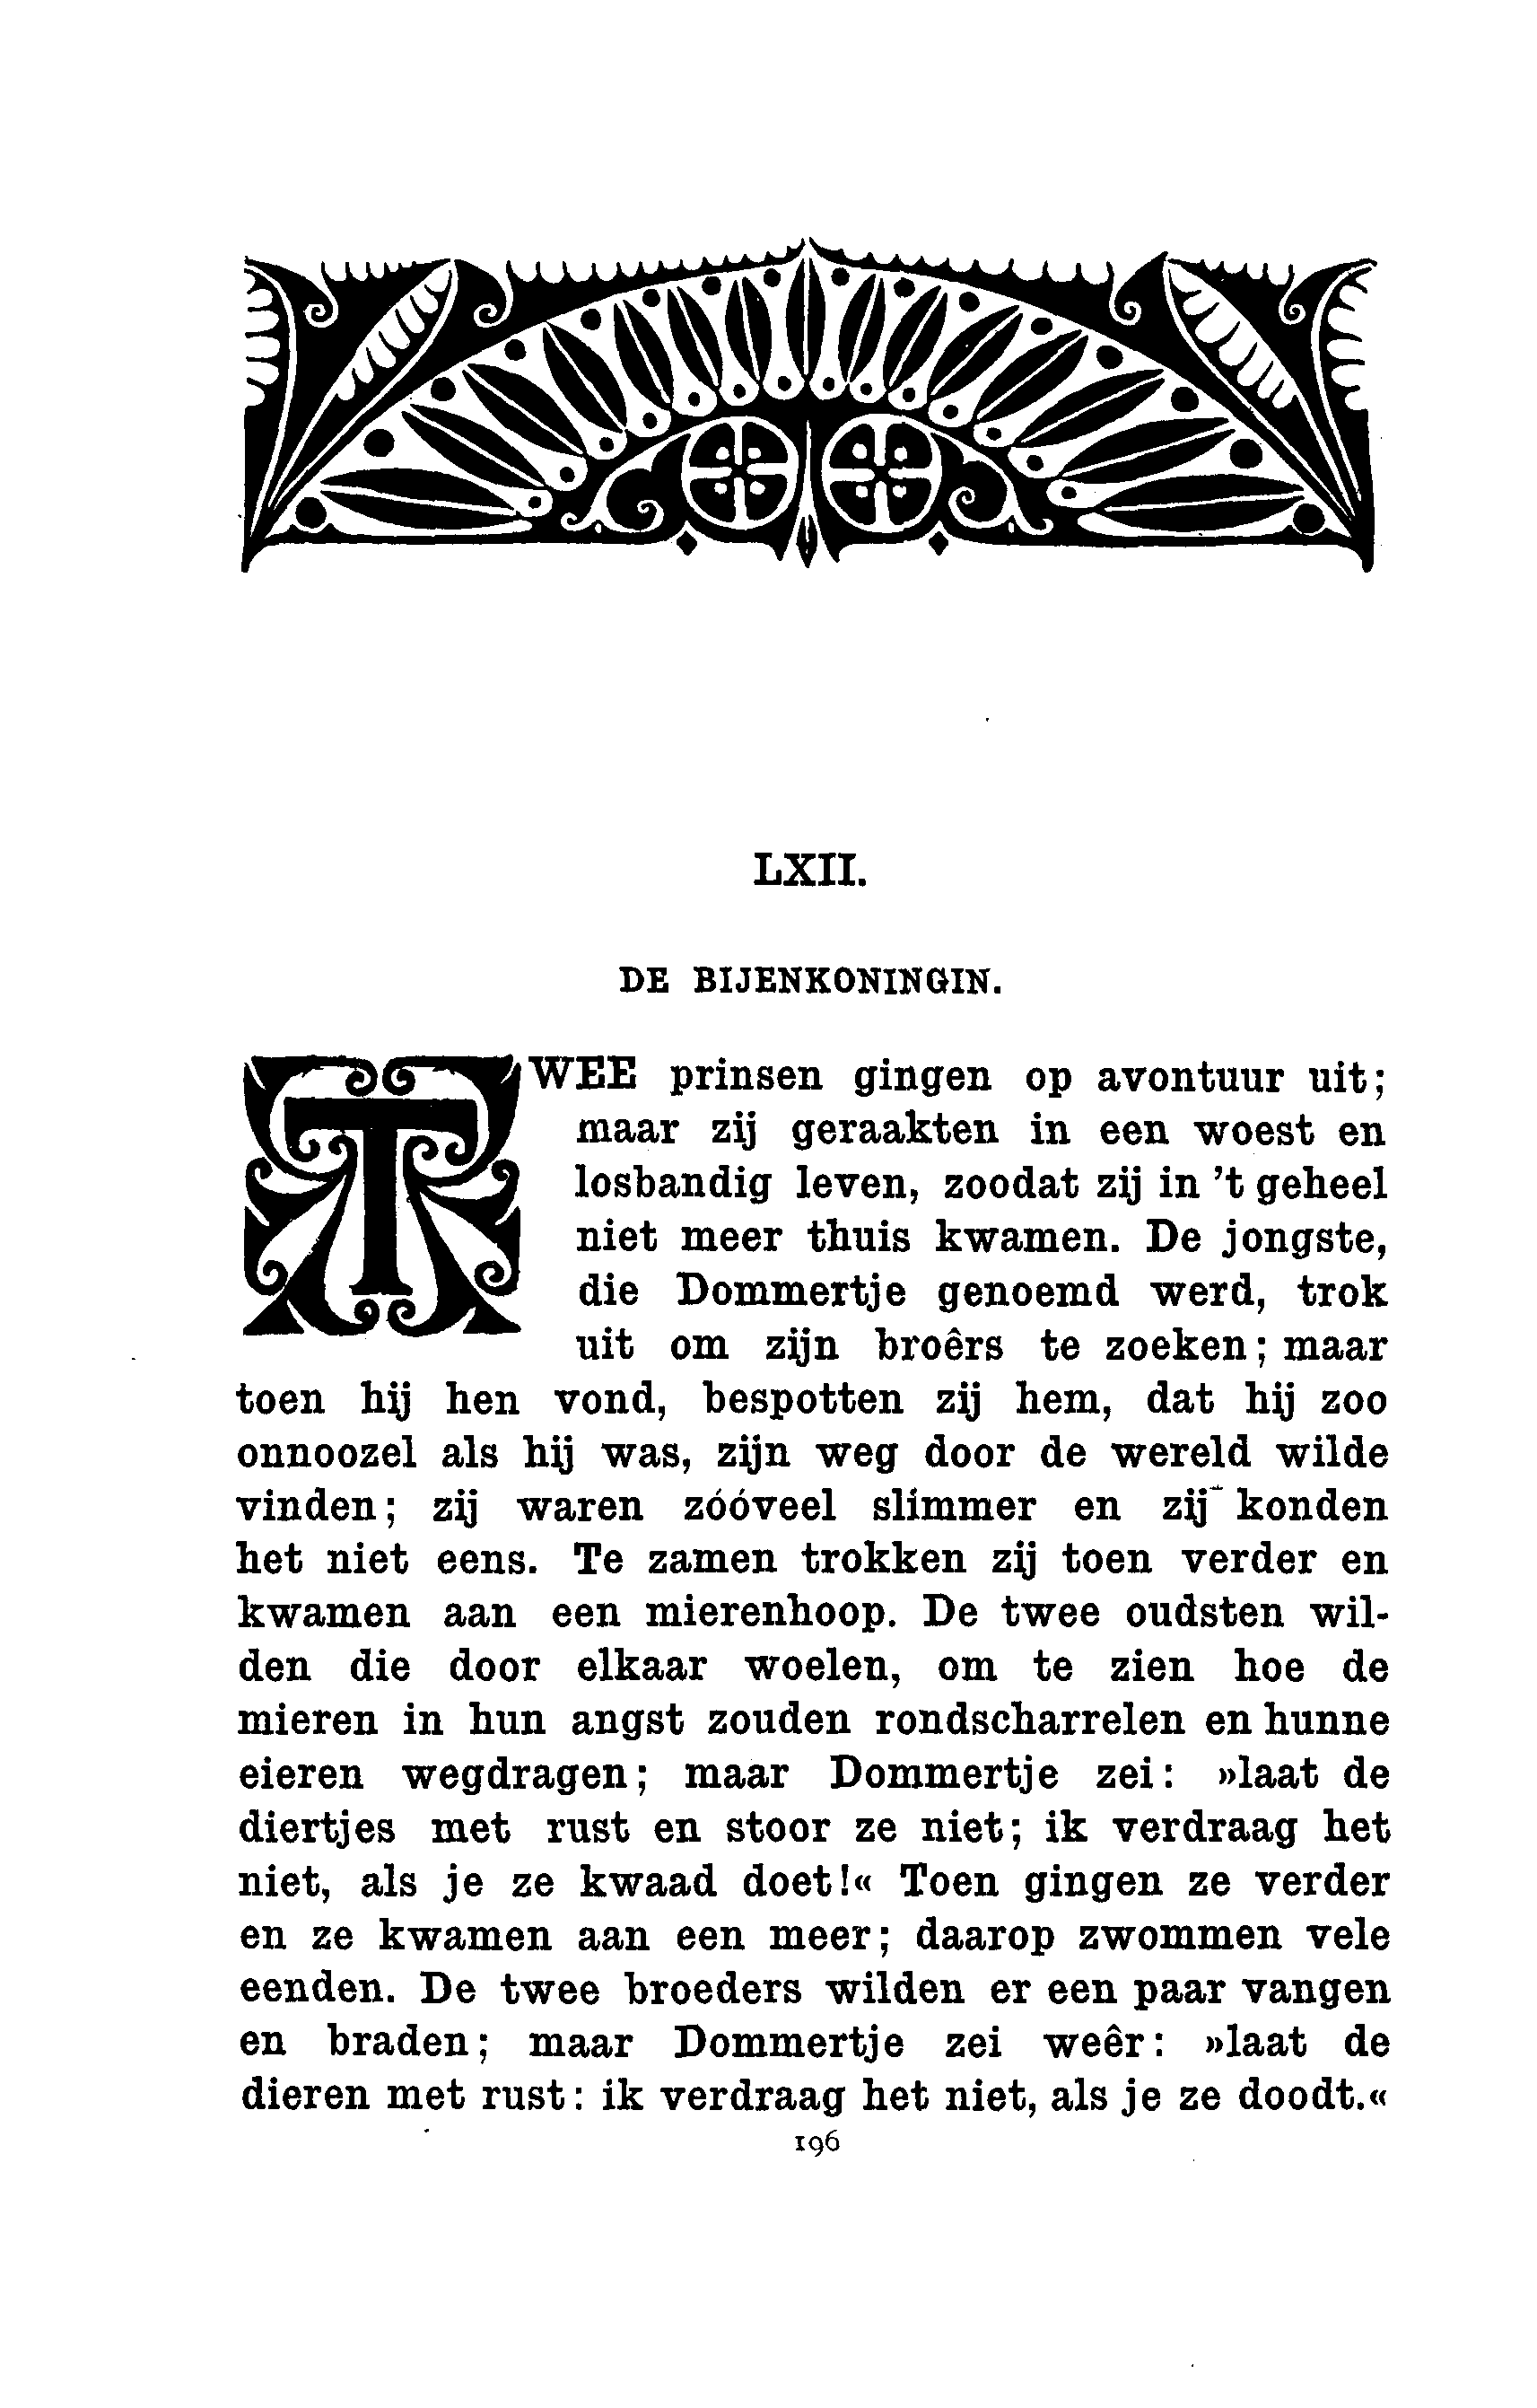 LXII.
DE BIJENKONINGIN.
TWEE prinsen gingen op avontuur uit;
maar zij geraakten in een woest en
losbandig leven, zoodat zij in 't geheel
niet meer thuis kwamen. De jongste,
die Dommertje genoemd werd, trok
uit om zijn broêrs te zoeken; maar
toen hij hen vond, bespotten zij hem, dat hij zoo
onnoozel als hij was, zijn weg door de wereld wilde
vinden; zij waren zóóveel slimmer en zij konden
het niet eens. Te zamen trokken zij toen verder en
kwamen aan een mierenhoop. De twee oudsten wil-
den die door elkaar woelen, om te zien hoe de
mieren in hun angst zouden rondscharrelen en hunne
eieren wegdragen; maar Dommertje zei: »laat de
diertjes met rust en stoor ze niet; ik verdraag het
niet, als je ze kwaad doet!« Toen gingen ze verder
en ze kwamen aan een meer; daarop zwommen vele
eenden. De twee broeders wilden er een paar vangen
en braden; maar Dommertje zei weêr: »laat de
dieren met rust: ik verdraag het niet, als je ze doodt.«
196